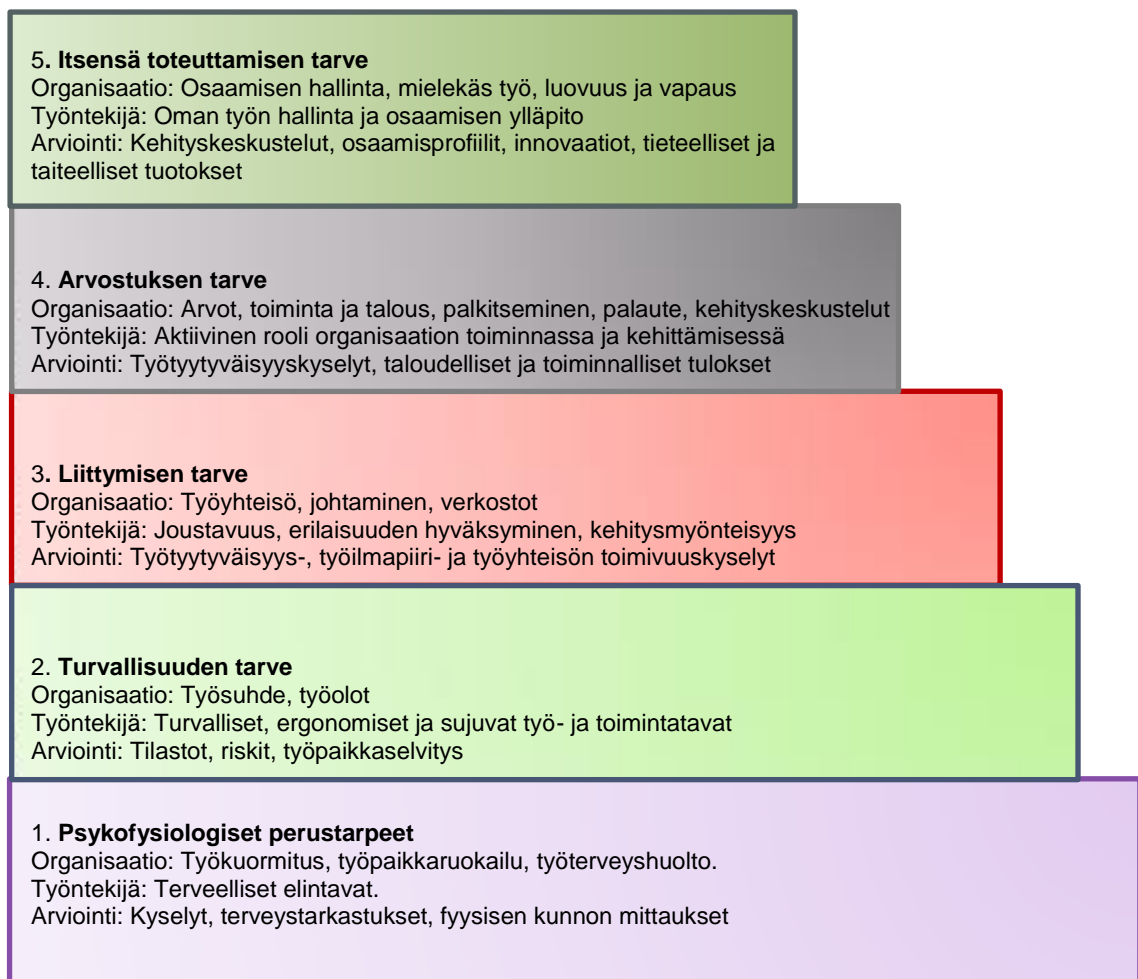 5. Itsensä toteuttamisen tarve
Organisaatio: Osaamisen hallinta, mielekäs työ, luovuus ja vapaus
Työntekijä: Oman työn hallinta ja osaamisen ylläpito
Arviointi: Kehityskeskustelut, osaamisprofiilit, innovaatiot, tieteelliset ja
taiteelliset tuotokset
4. Arvostuksen tarve
Organisaatio: Arvot, toiminta ja talous, palkitseminen, palaute, kehityskeskustelut
Työntekijä: Aktiivinen rooli organisaation toiminnassa ja kehittämisessä
Arviointi: Työtyytyväisyyskyselyt, taloudelliset ja toiminnalliset tulokset
3. Liittymisen tarve
Organisaatio: Työyhteisö, johtaminen, verkostot
Työntekijä: Joustavuus, erilaisuuden hyväksyminen, kehitysmyönteisyys
Arviointi: Työtyytyväisyys-, työilmapiiri- ja työyhteisön toimivuuskyselyt
2. Turvallisuuden tarve
Organisaatio: Työsuhde, työolot
Työntekijä: Turvalliset, ergonomiset ja sujuvat työ- ja toimintatavat
Arviointi: Tilastot, riskit, työpaikkaselvitys
1. Psykofysiologiset perustarpeet
Organisaatio: Työkuormitus, työpaikkaruokailu, työterveyshuolto.
Työntekijä: Terveelliset elintavat.
Arviointi: Kyselyt, terveystarkastukset, fyysisen kunnon mittaukset